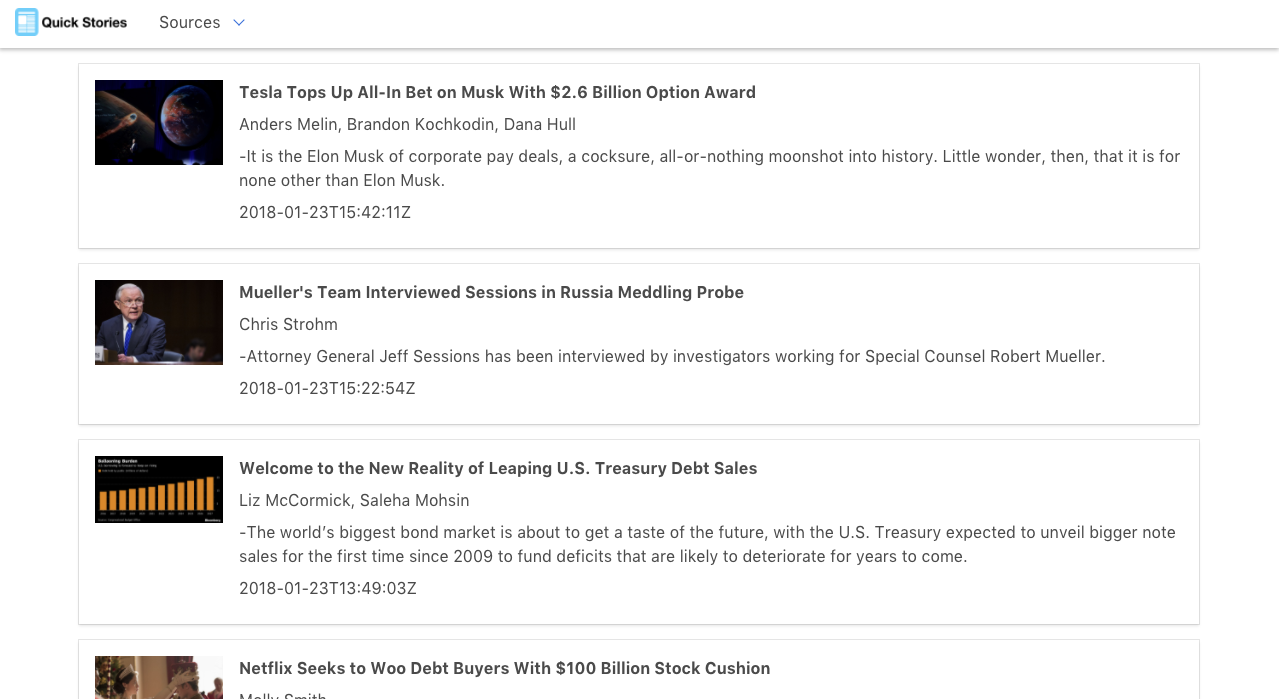 Quick Stories
Sources
Tesla Tops Up All-In Bet on Musk With $2.6 Billion Option Award
Anders Melin, Brandon Kochkodin, Dana Hull
-It is the Elon Musk of corporate pay deals, a cocksure, all-or-nothing moonshot into history. Little wonder, then, that it is for
none other than Elon Musk.
2018-01-23T15:42:11Z
Mueller's Team Interviewed Sessions in Russia Meddling Probe
Chris Strohm
-Attorney General Jeff Sessions has been interviewed by investigators working for Special Counsel Robert Mueller.
2018-01-23T15:22:54Z
Ballooning Burden
Bloomberg
Welcome to the New Reality of Leaping U.S. Treasury Debt Sales
Liz McCormick, Saleha Mohsin
-The world’s biggest bond market is about to get a taste of the future, with the U.S. Treasury expected to unveil bigger note
sales for the first time since 2009 to fund deficits that are likely to deteriorate for years to come.
2018-01-23T13:49:03Z
Netflix Seeks to Woo Debt Buyers With $100 Billion Stock Cushion
Molly Smith